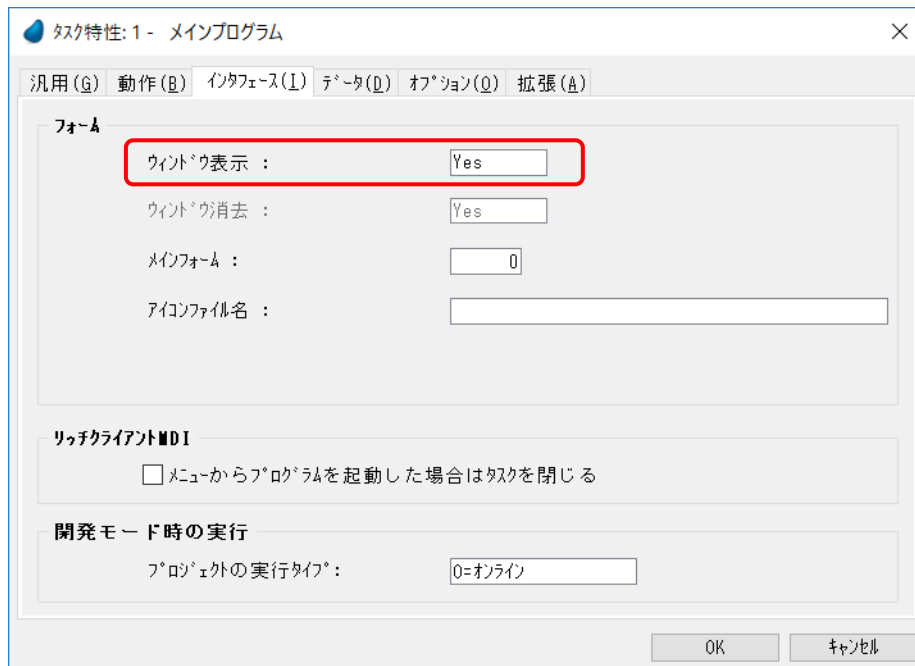 ﾀｽｸ特性: 1 -   メインプログラム
汎用(G) 動作(B) ｲﾝﾀﾌｪｰｽ(I) ﾃﾞｰﾀ(D) ｵﾌﾟｼｮﾝ(O) 拡張(A)
ﾌｫｰﾑ
ｳｨﾝﾄﾞｳ表示 : Yes
ｳｨﾝﾄﾞｳ消去 : Yes
ﾒｲﾝﾌｫｰﾑ : 0
ｱｲｺﾝﾌｧｲﾙ名 :
ﾘｯﾁｸﾗｲｱﾝﾄMDI
ﾒﾆｭｰからﾌﾟﾛｸﾞﾗﾑを起動した場合はﾀｽｸを閉じる
開発モード時の実行
ﾌﾟﾛｼﾞｪｸﾄの実行ﾀｲﾌﾟ: O=ｵﾝﾗｲﾝ
OK ｷｬﾝｾﾙ